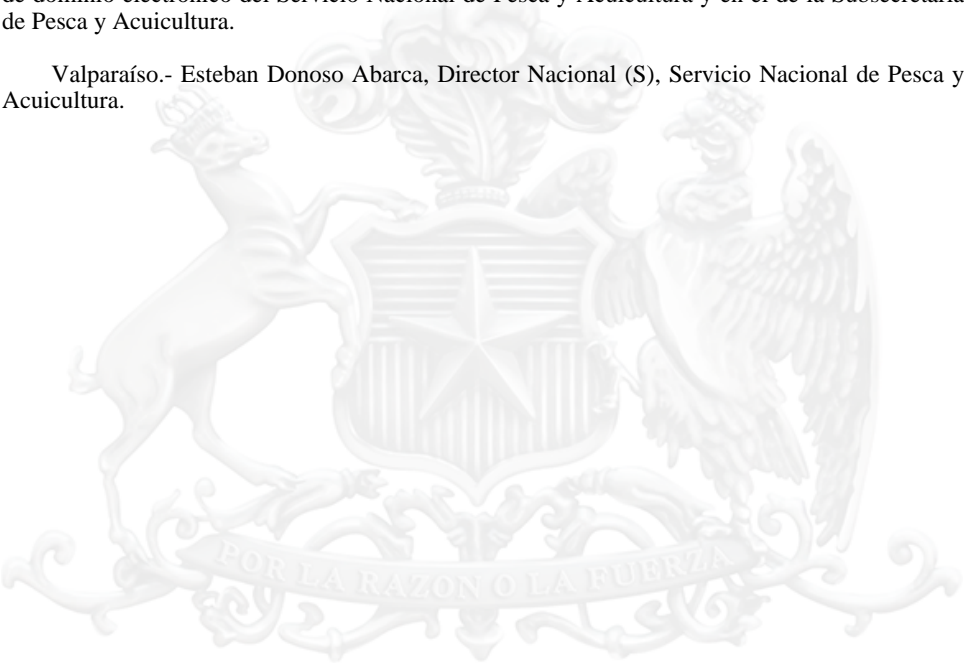 de dominio electrónico del Servicio Nacional de Pesca y Acuicultura y en el de la Subsecretaría
de Pesca y Acuicultura.
Valparaíso.- Esteban Donoso Abarca, Director Nacional (S), Servicio Nacional de Pesca y
Acuicultura.
POR LA RAZON O LA FUERZA